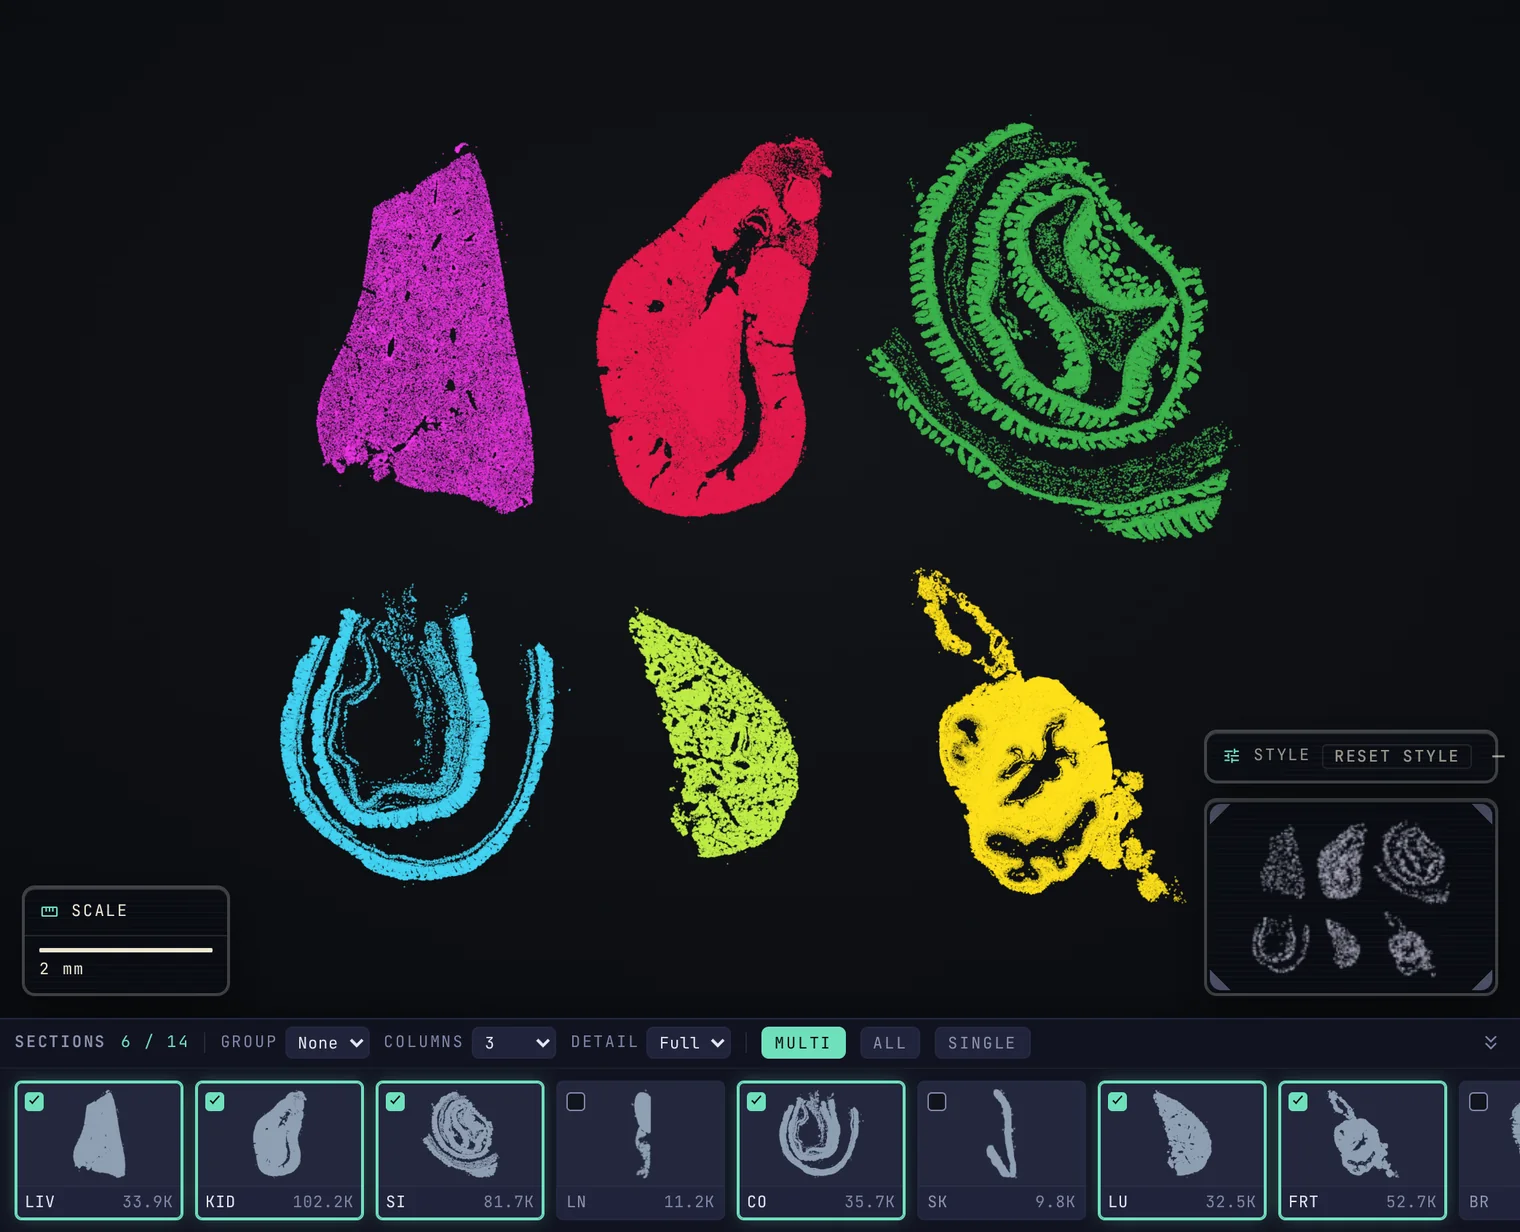 STYLE RESET STYLE
SCALE
2 mm
SECTIONS 6 / 14 GROUP None COLUMNS 3 DETAIL Full MULTI ALL SINGLE
LIV 33.9K KID 102.2K SI 81.7K LN 11.2K CO 35.7K SK 9.8K LU 32.5K FRT 52.7K BR